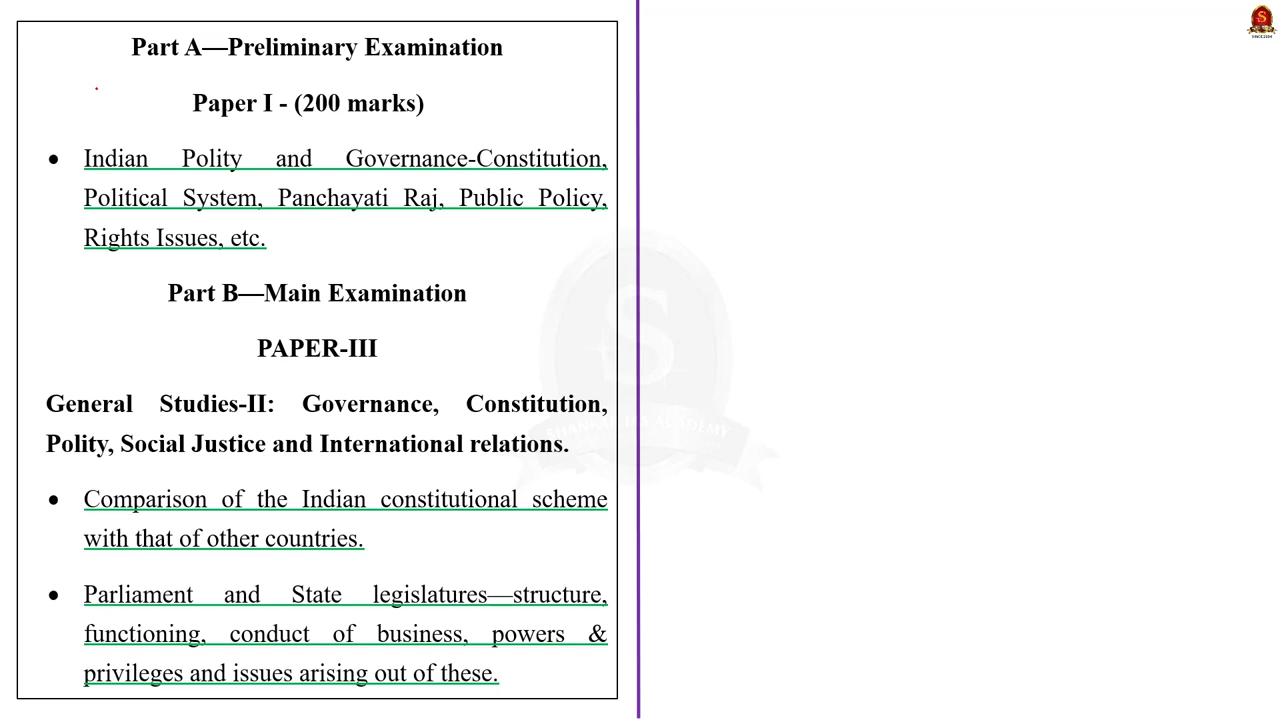 Part A—Preliminary Examination
Paper I - (200 marks)
• Indian Polity and Governance-Constitution,
Political System, Panchayati Raj, Public Policy,
Rights Issues, etc.
Part B—Main Examination
PAPER-III
General Studies-II: Governance, Constitution,
Polity, Social Justice and International relations.
• Comparison of the Indian constitutional scheme
with that of other countries.
• Parliament and State legislatures—structure,
functioning, conduct of business, powers &
privileges and issues arising out of these.
S
SINCE 2004